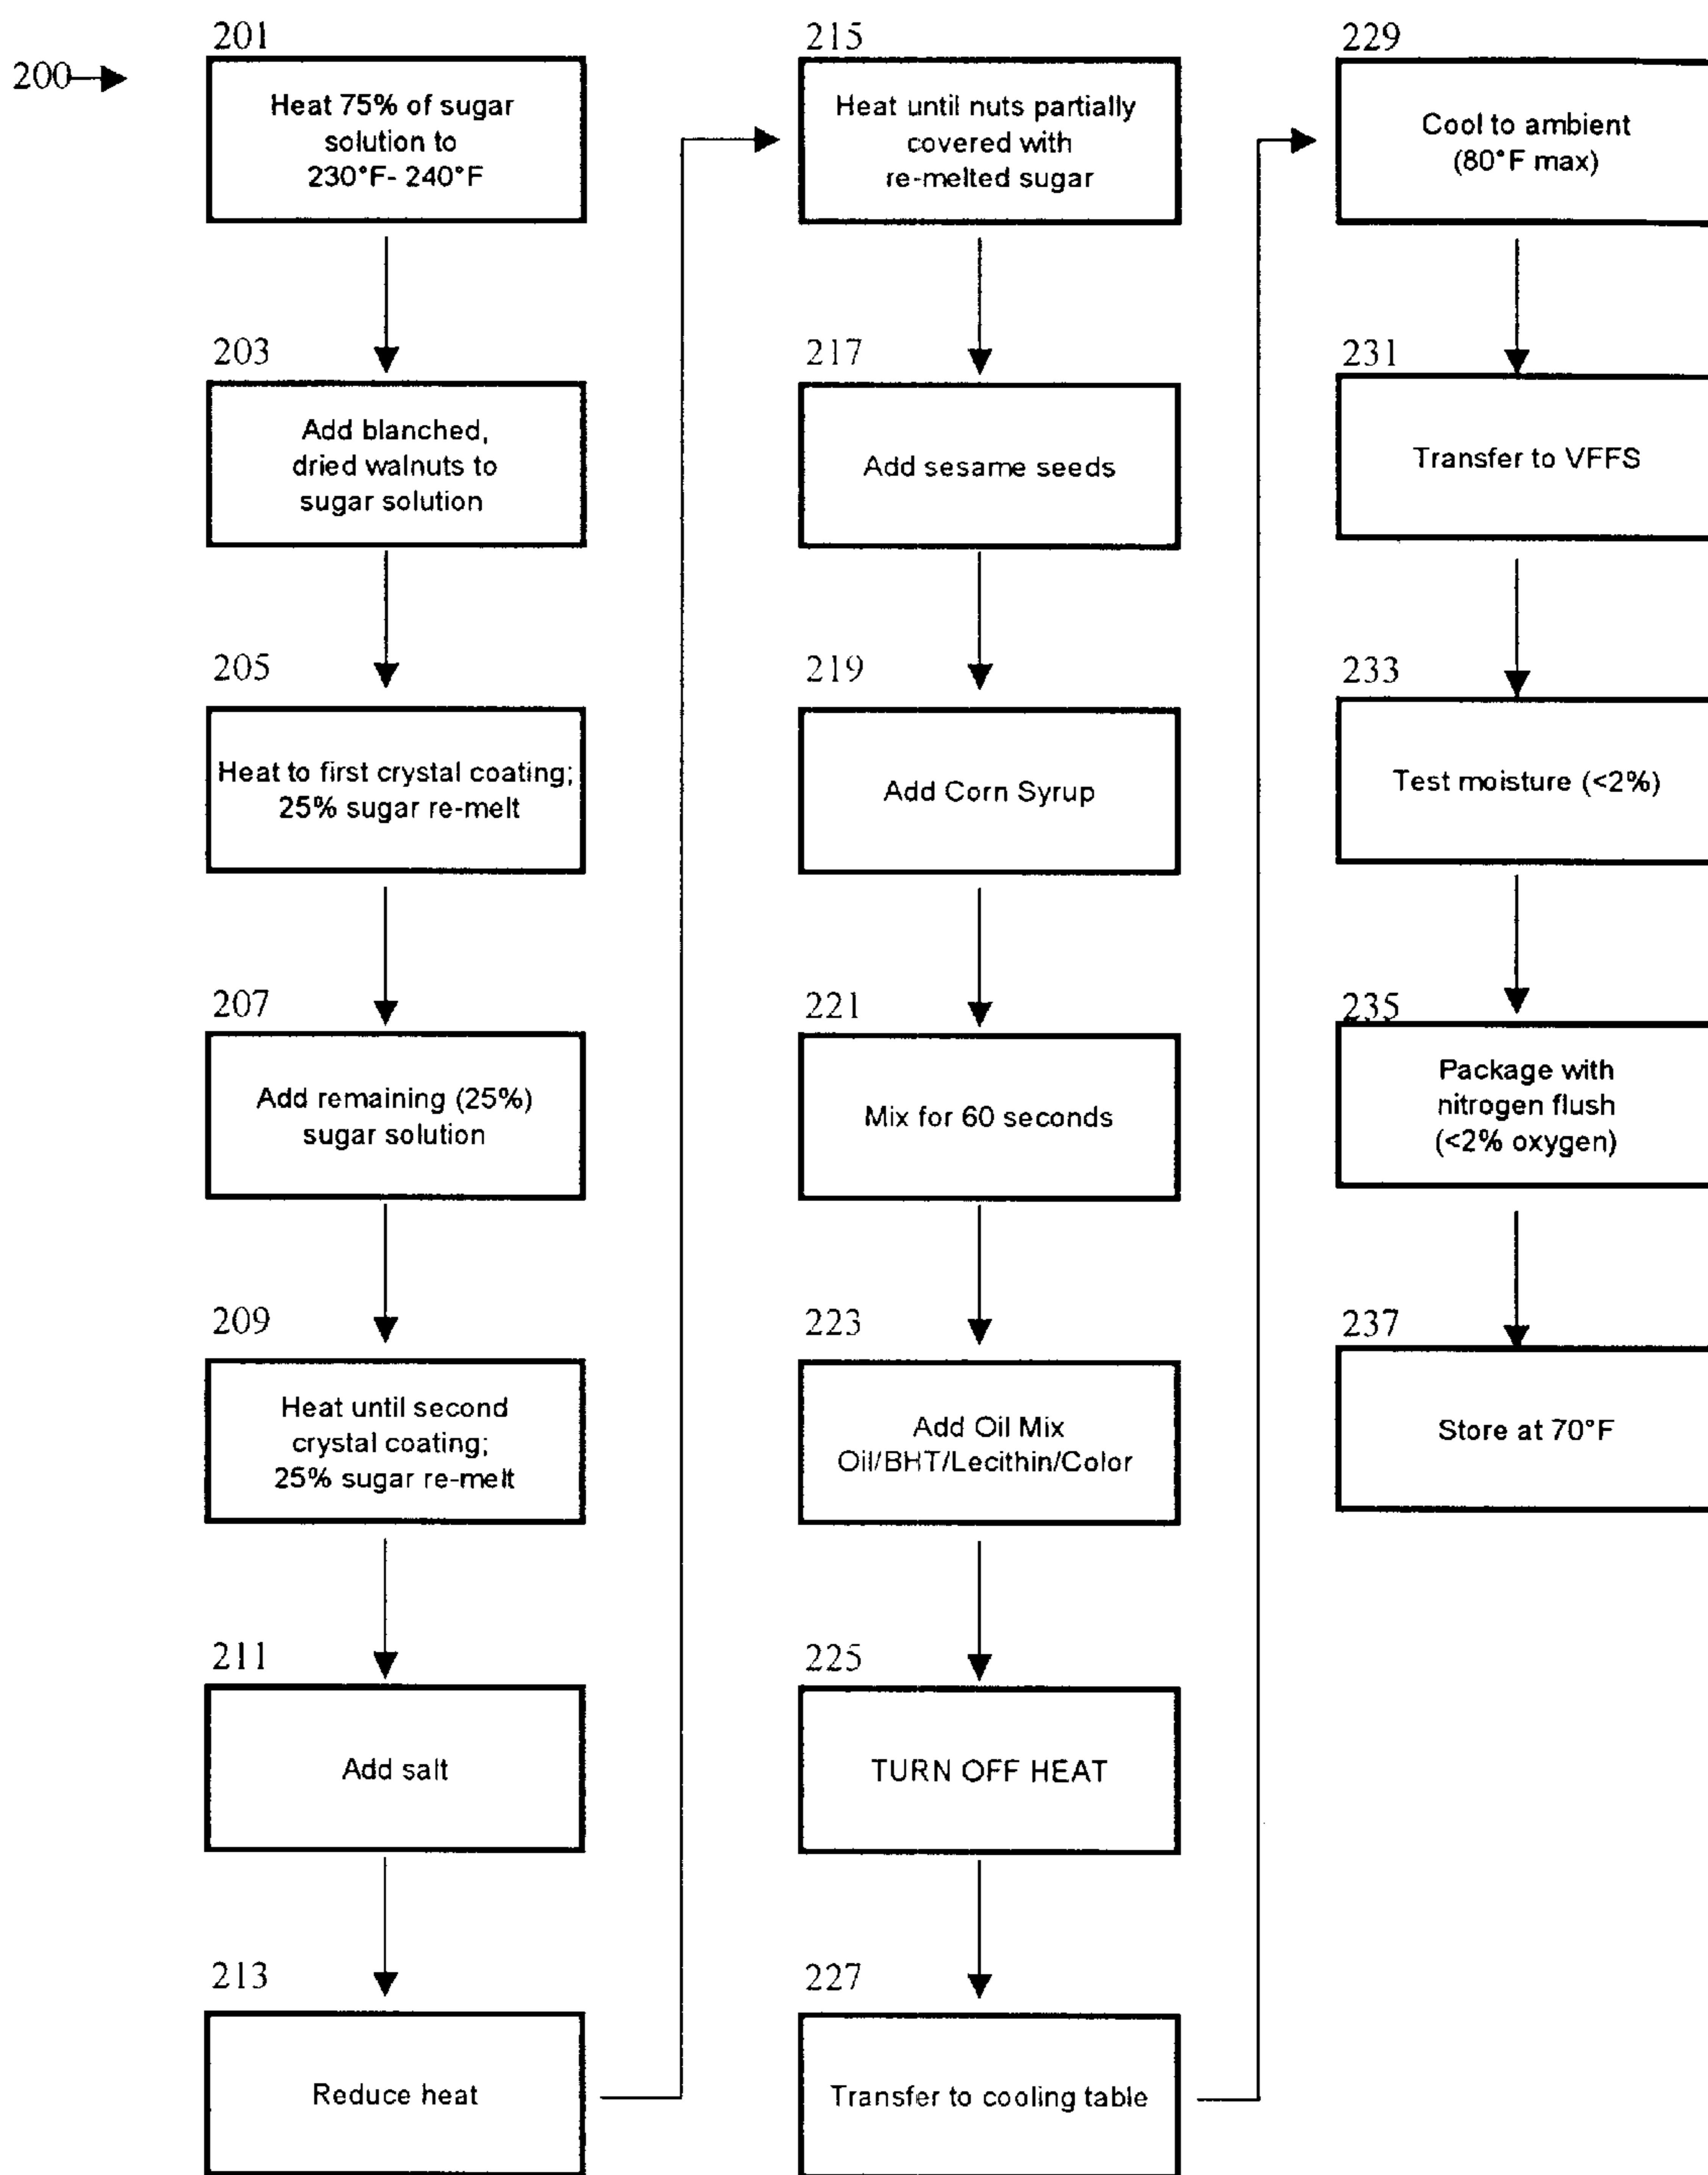 200
201
Heat 75% of sugar
solution to
230°F- 240°F
203
Add blanched,
dried walnuts to
sugar solution
205
Heat to first crystal coating;
25% sugar re-melt
207
Add remaining (25%)
sugar solution
209
Heat until second
crystal coating;
25% sugar re-melt
211
Add salt
213
Reduce heat
215
Heat until nuts partially
covered with
re-melted sugar
217
Add sesame seeds
219
Add Corn Syrup
221
Mix for 60 seconds
223
Add Oil Mix
Oil/BHT/Lecithin/Color
225
TURN OFF HEAT
227
Transfer to cooling table
229
Cool to ambient
(80°F max)
231
Transfer to VFFS
233
Test moisture (<2%)
235
Package with
nitrogen flush
(<2% oxygen)
237
Store at 70°F